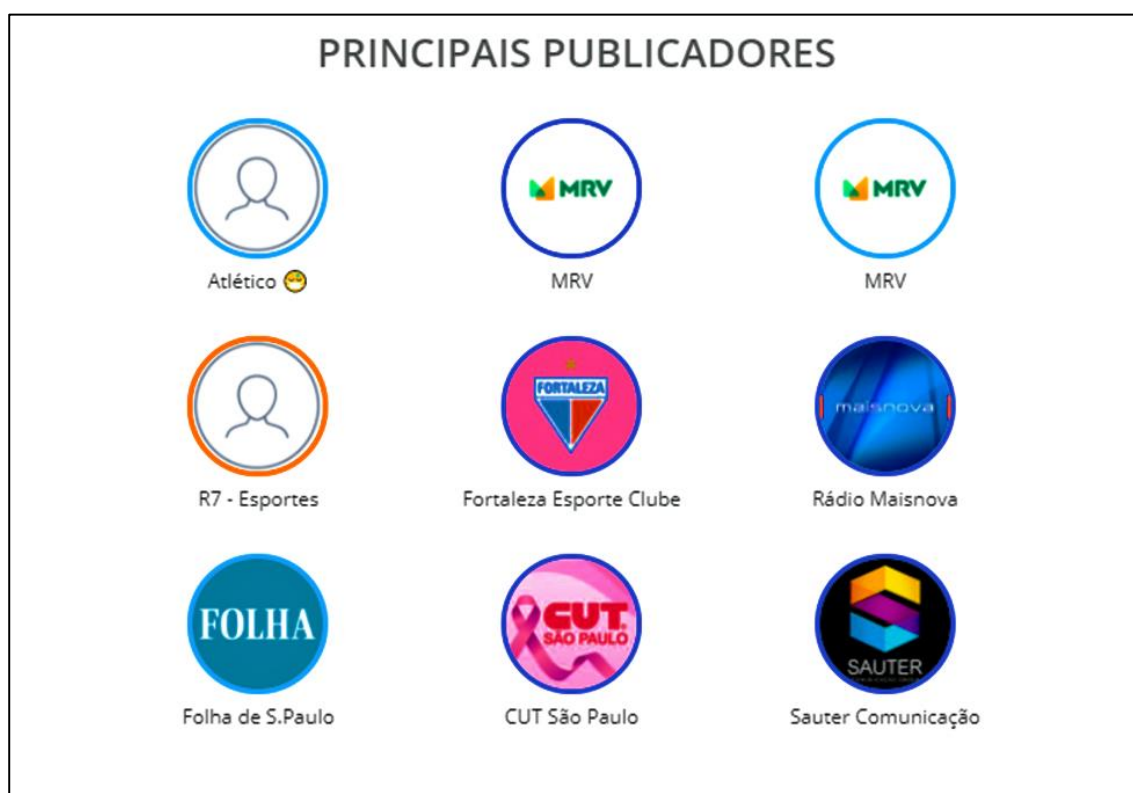 PRINCIPAIS PUBLICADORES
MRV
MRV
Atlético 😷
MRV
MRV
FORTALEZA
maisnova
R7 - Esportes
Fortaleza Esporte Clube
Rádio Maisnova
FOLHA
CUT
SÃO PAULO
SAUTER
Folha de S.Paulo
CUT São Paulo
Sauter Comunicação